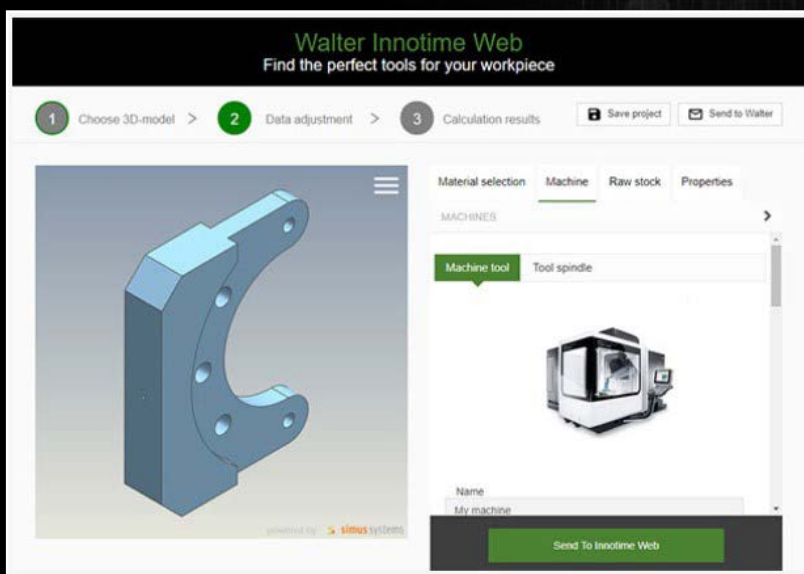 Walter Innotime Web
Find the perfect tools for your workpiece
1 Choose 3D-model > 2 Data adjustment > 3 Calculation results Save project Send to Walter
Material selection Machine Raw stock Properties
MACHINES
Machine tool Tool spindle
Name
My machine
powered by simus systems
Send To Innotime Web